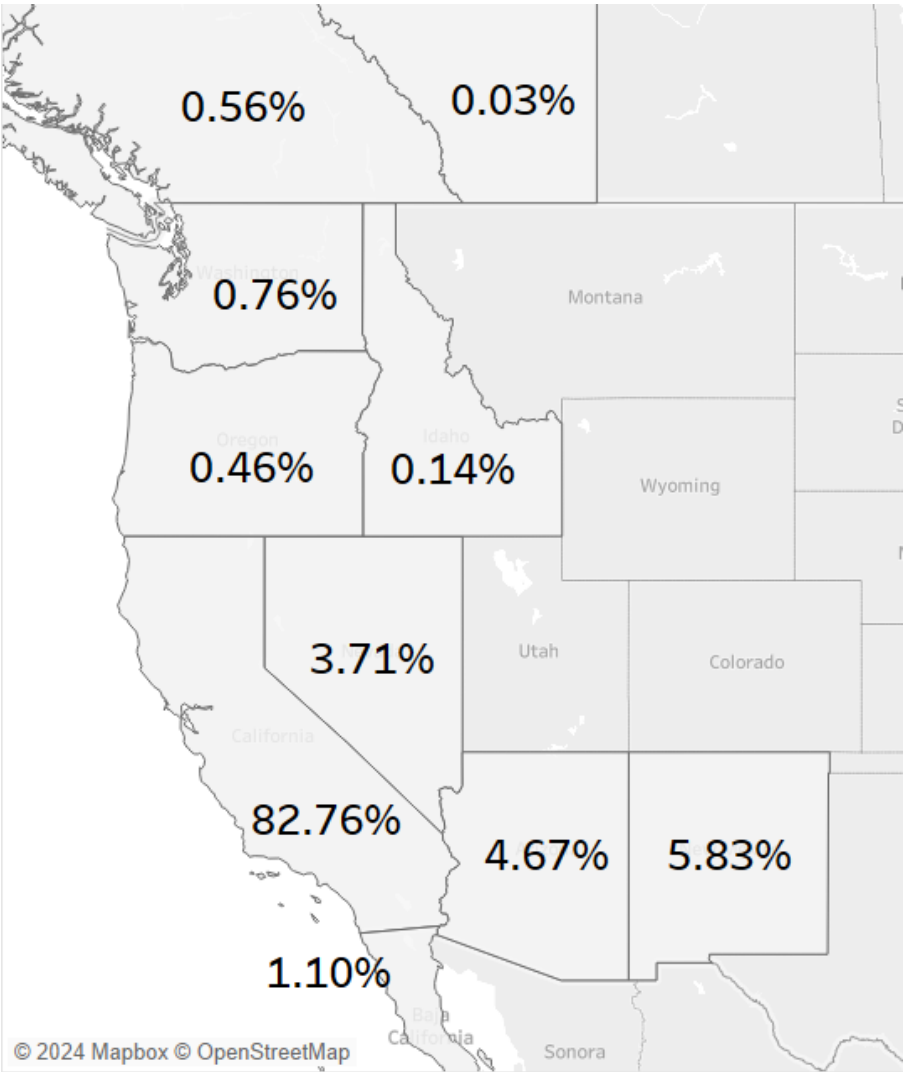 0.56%
0.03%
Washington
0.76%
Montana
Oregon
Idaho
0.46%
0.14%
Wyoming
3.71%
Utah
Colorado
California
82.76%
4.67%
5.83%
1.10%
Baja
California
Sonora
© 2024 Mapbox © OpenStreetMap